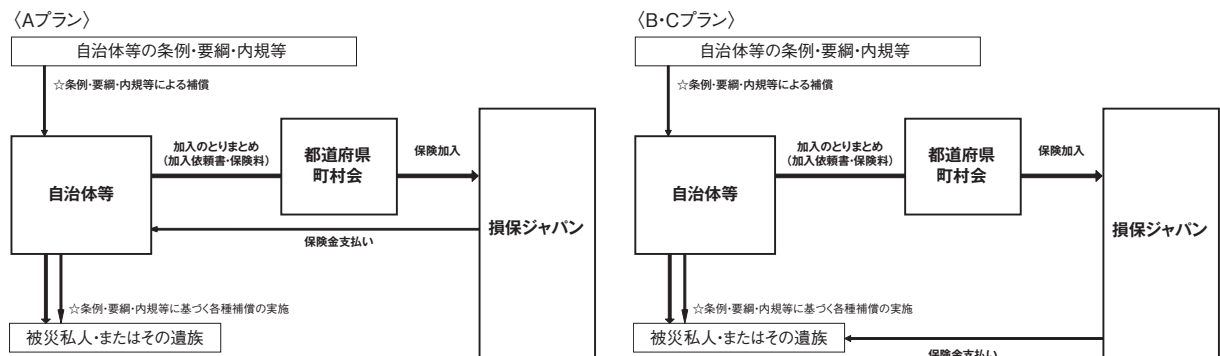 〈Aプラン〉
自治体等の条例・要綱・内規等
☆条例・要綱・内規等による補償
自治体等
加入のとりまとめ
（加入依頼書・保険料）
都道府県
町村会
保険加入
損保ジャパン
保険金支払い
☆条例・要綱・内規等に基づく各種補償の実施
被災私人・またはその遺族
〈B・Cプラン〉
自治体等の条例・要綱・内規等
☆条例・要綱・内規等による補償
自治体等
加入のとりまとめ
（加入依頼書・保険料）
都道府県
町村会
保険加入
損保ジャパン
☆条例・要綱・内規等に基づく各種補償の実施
被災私人・またはその遺族
保険金支払い